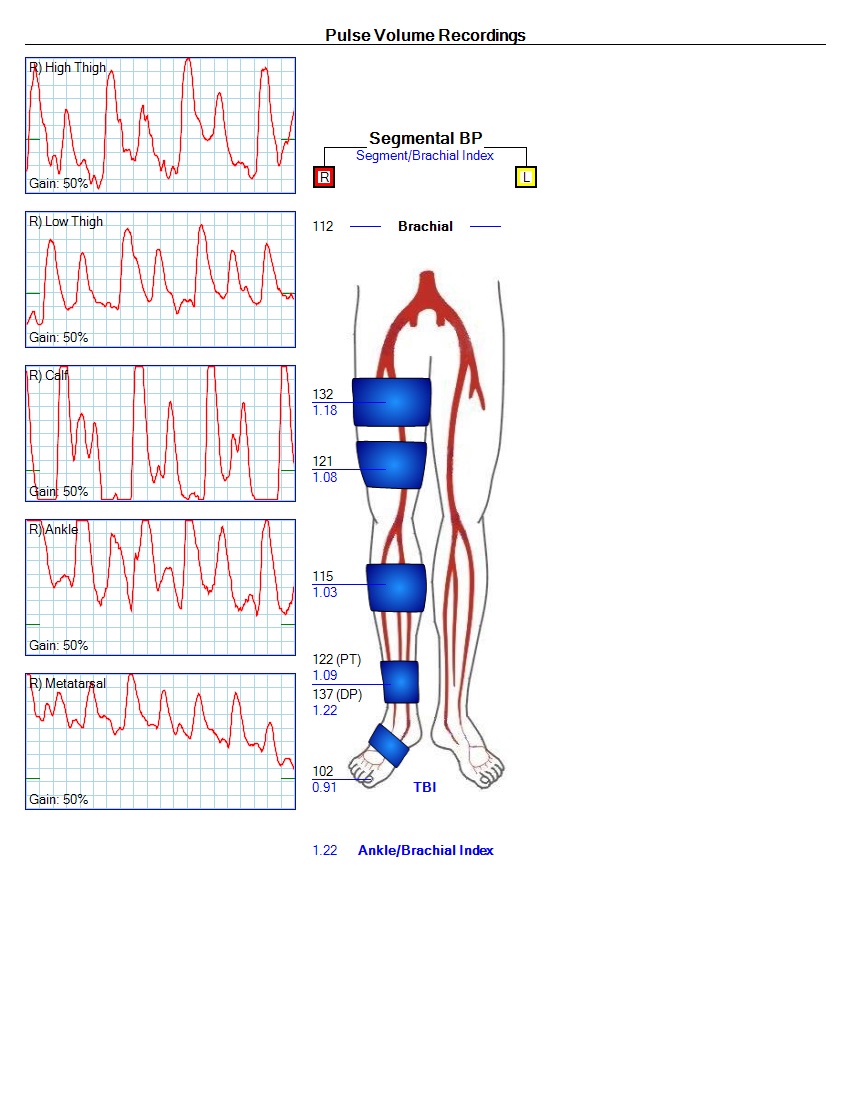 Pulse Volume Recordings
R) High Thigh
Gain: 50%
R) Low Thigh
Gain: 50%
R) Calf
Gain: 50%
R) Ankle
Gain: 50%
R) Metatarsal
Gain: 50%
Segmental BP
Segment/Brachial Index
R
L
112 Brachial
132
1.18
121
1.08
115
1.03
122 (PT)
1.09
137 (DP)
1.22
102
0.91 TBI
1.22 Ankle/Brachial Index